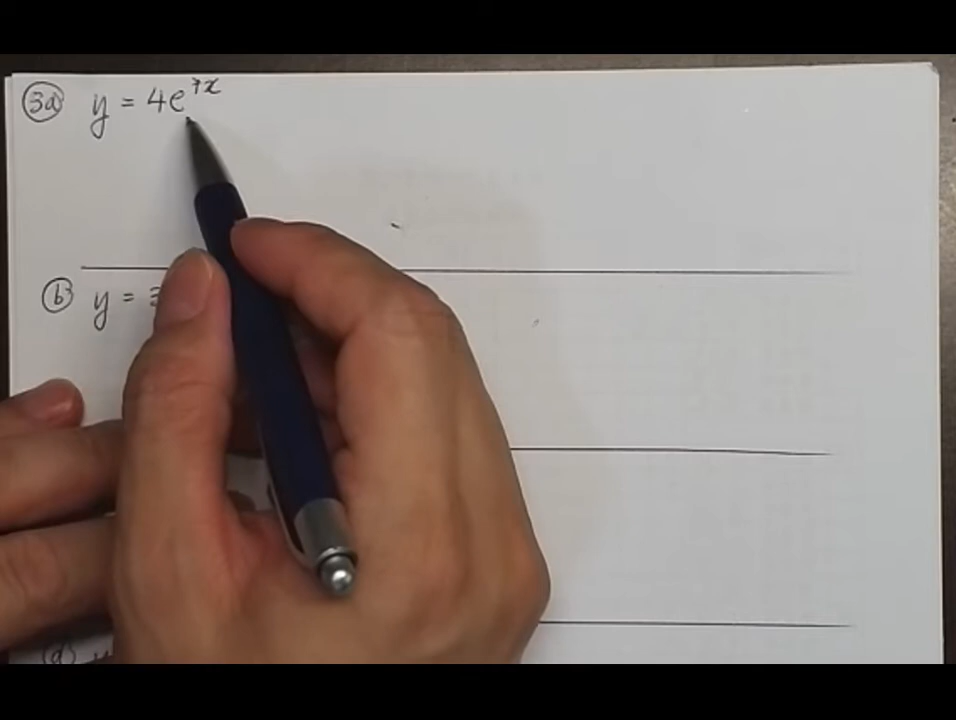 3a y = 4e^{7x}
b y =
d